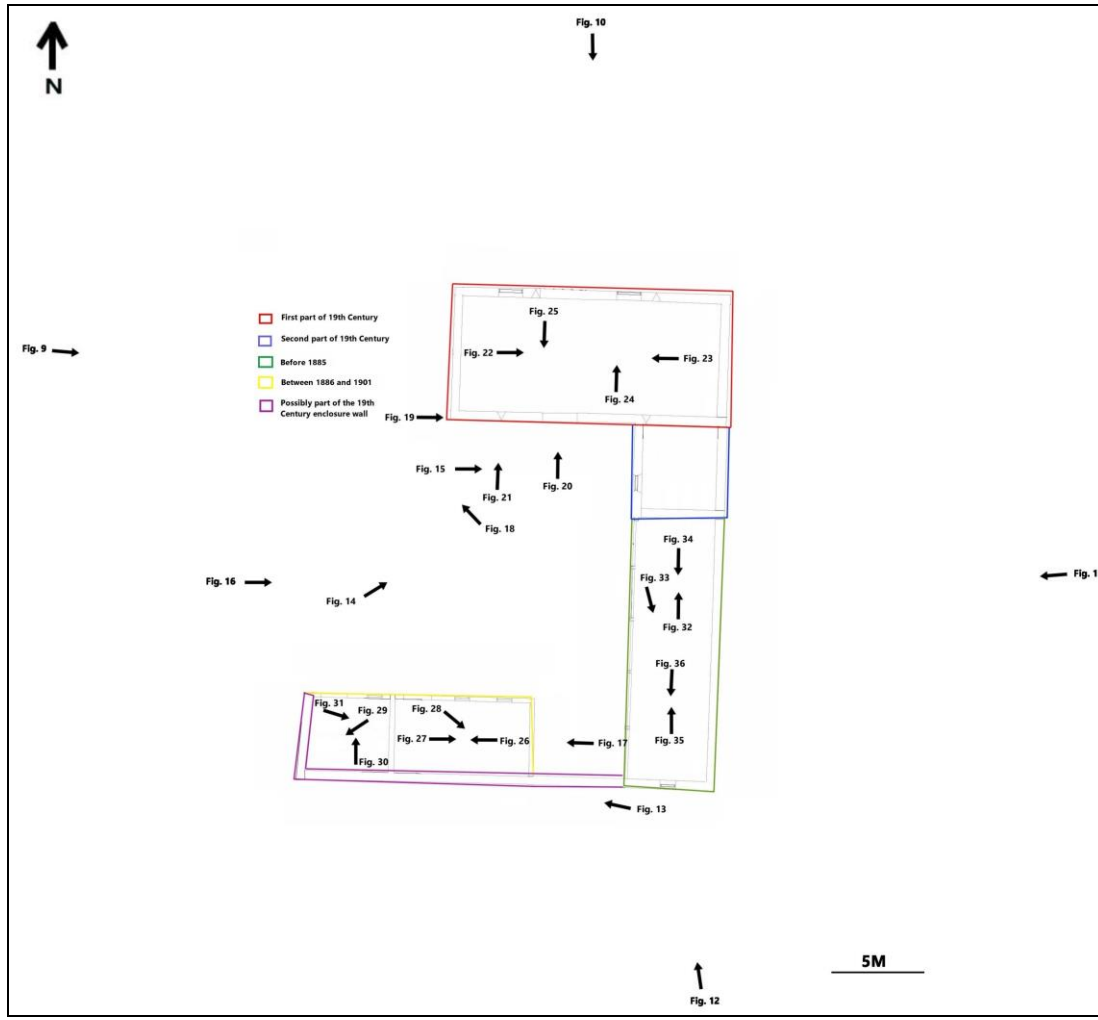 Fig. 10
N
Fig. 9
First part of 19th Century
Second part of 19th Century
Before 1885
Between 1886 and 1901
Possibly part of the 19th
Century enclosure wall
Fig. 25
Fig. 22
Fig. 23
Fig. 24
Fig. 19
Fig. 15
Fig. 21
Fig. 20
Fig. 18
Fig. 34
Fig. 33
Fig. 16
Fig. 14
Fig. 1
Fig. 32
Fig. 36
Fig. 31
Fig. 29
Fig. 28
Fig. 27
Fig. 26
Fig. 17
Fig. 35
Fig. 30
Fig. 13
5M
Fig. 12